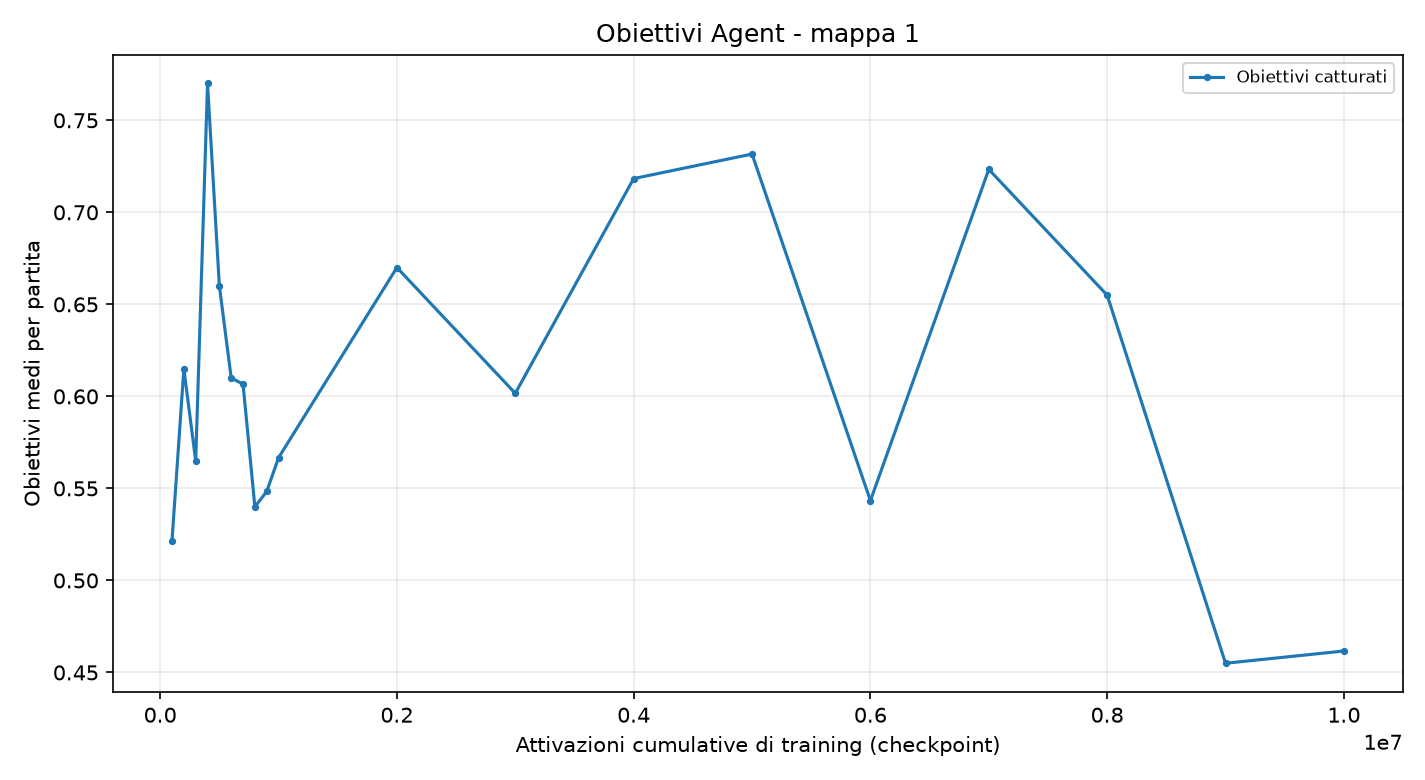 Obiettivi Agent - mappa 1
Obiettivi catturati
Obiettivi medi per partita
0.75
0.70
0.65
0.60
0.55
0.50
0.45
0.0 0.2 0.4 0.6 0.8 1.0
1e7
Attivazioni cumulative di training (checkpoint)